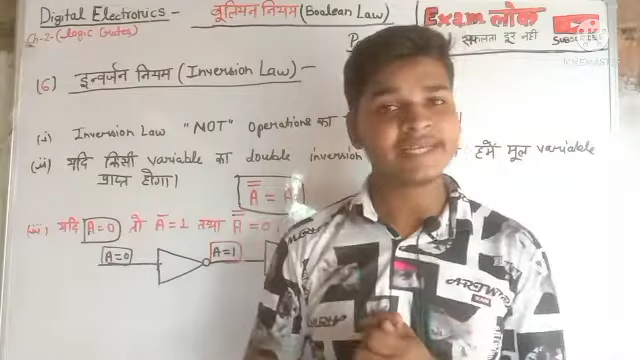 Digital Electronics- बूलियन नियम (Boolean Law) Exam लोक
Ch-2-(Logic Gates) सफलता दूर नहीं SUBSCRIBE
KINEMASTER
(6) इन्वर्जन नियम (Inversion Law) -
(i) Inversion Law "NOT" Operations का
(ii) यदि किसी variable का double inversion हमें मूल variable
प्राप्त होगा।
A̿ = A
(iii) यदि A=0 तो A̅=1 तथा A̿ = 0
A=0 A=1